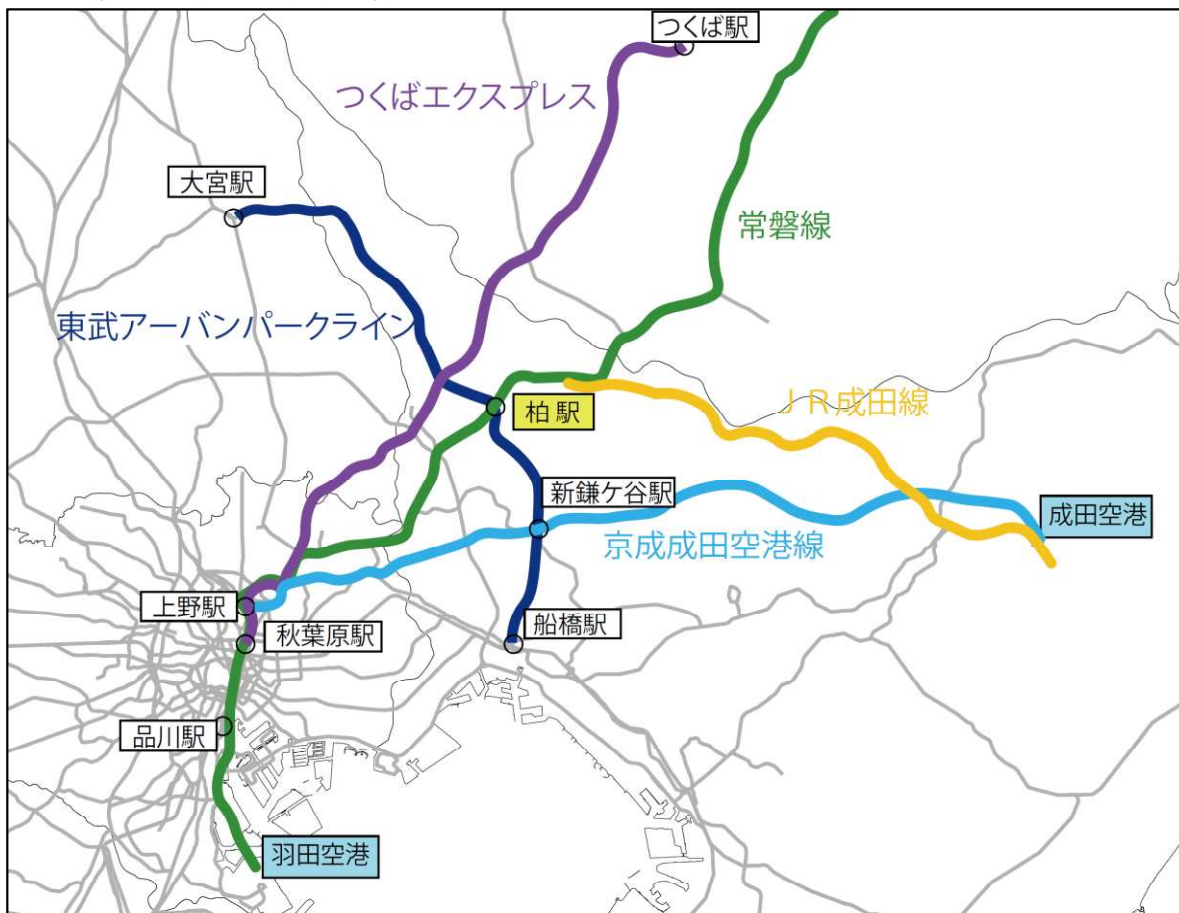 つくば駅
つくばエクスプレス
大宮駅
常磐線
東武アーバンパークライン
柏駅
ＪＲ成田線
新鎌ケ谷駅
成田空港
京成成田空港線
上野駅
船橋駅
秋葉原駅
品川駅
羽田空港